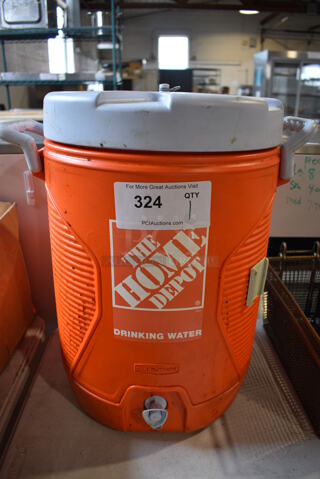 For More Great Auctions Visit
324
QTY
1
PCIAuctions.com
THE
HOME
DEPOT
DRINKING WATER